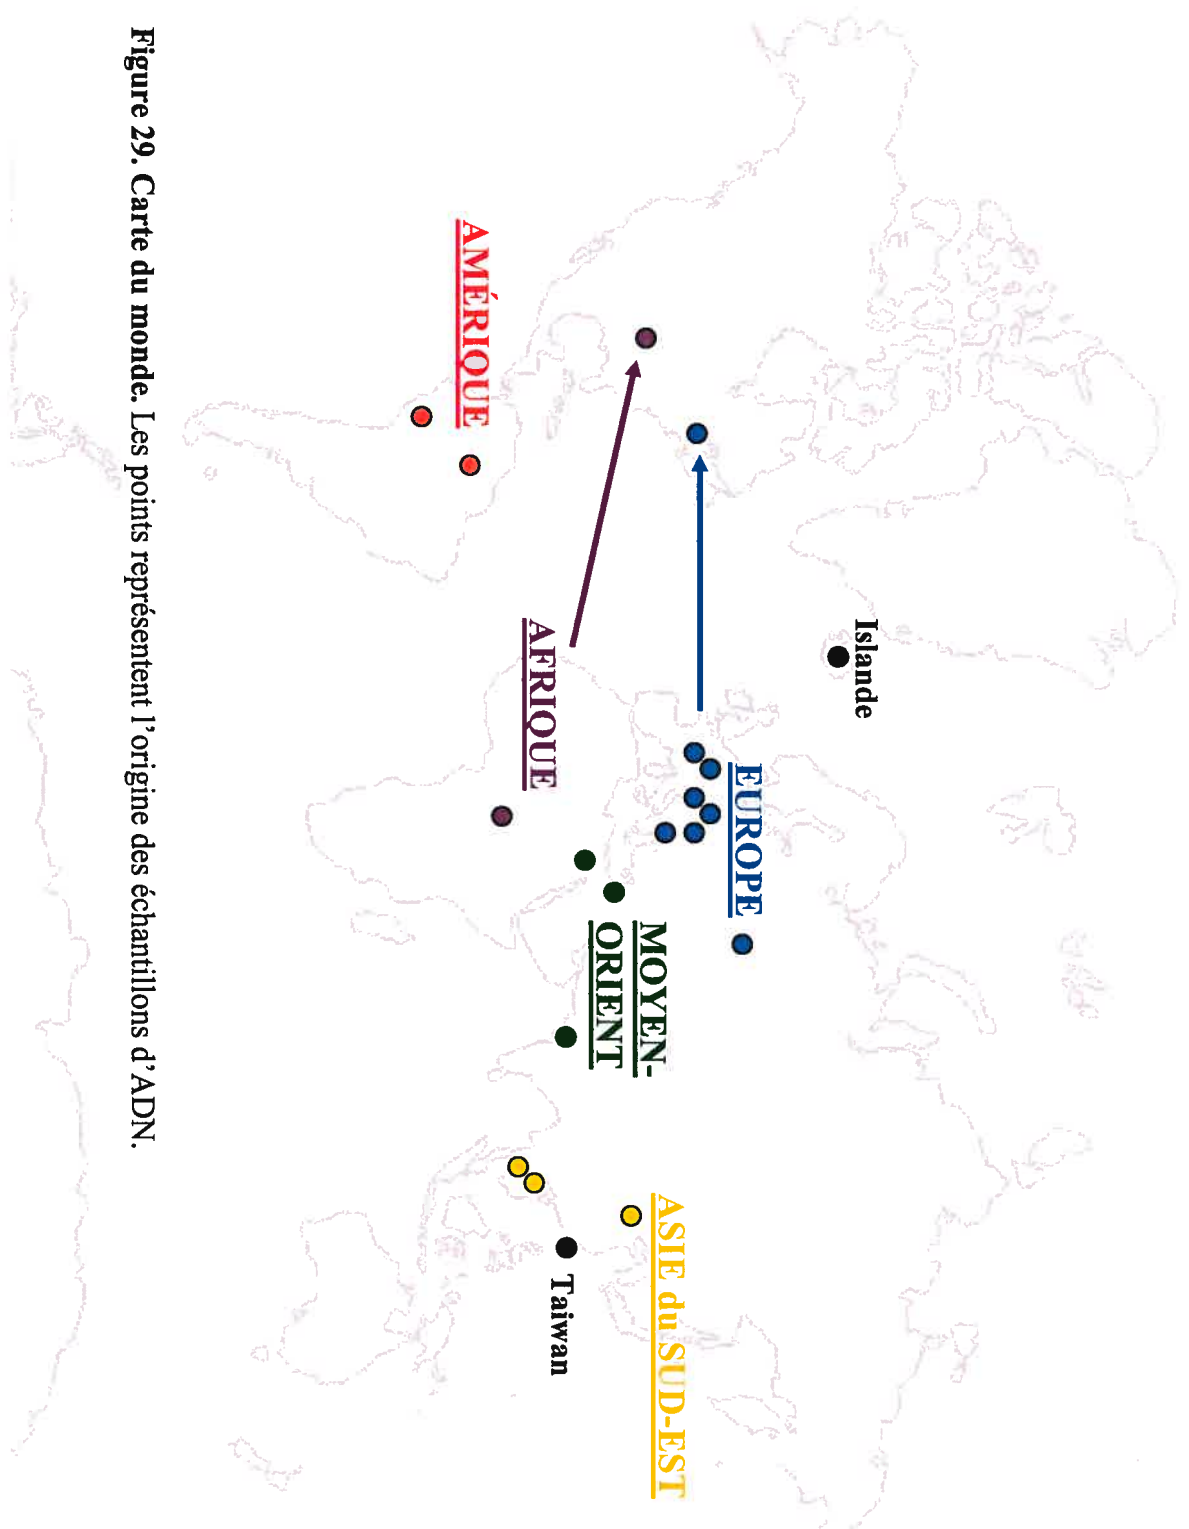 Islande
EUROPE
ASIE du SUD-EST
MOYEN-
ORIENT
Taiwan
AFRIQUE
AMÉRIQUE
Figure 29. Carte du monde. Les points représentent l'origine des échantillons d'ADN.